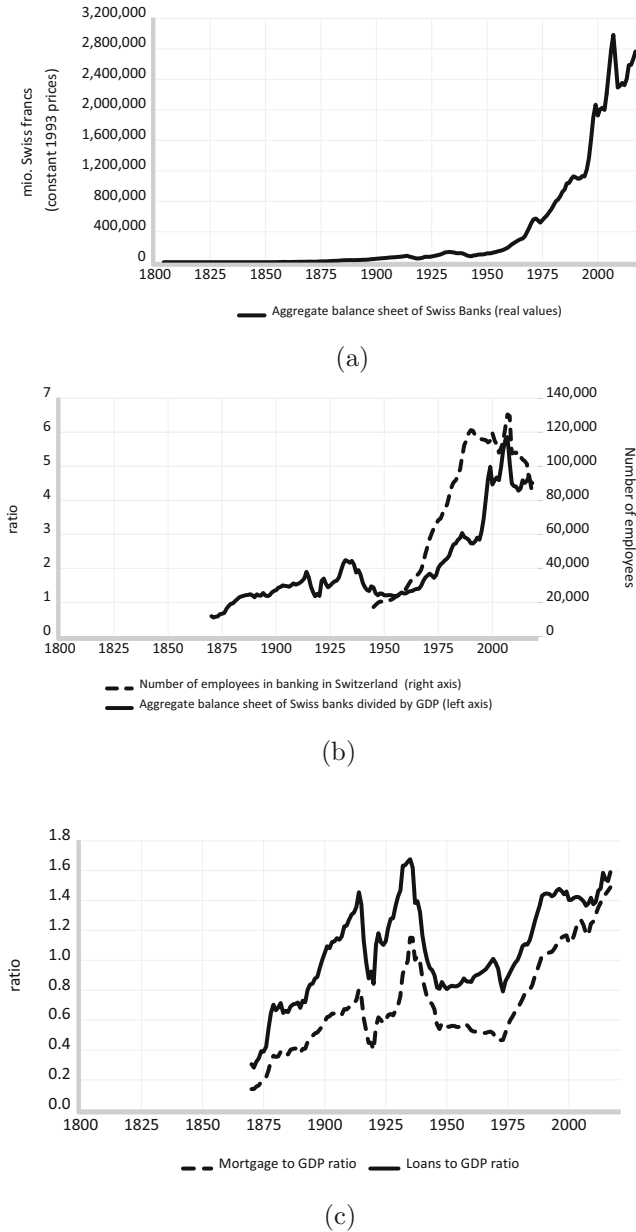 3,200,000
2,800,000
2,400,000
2,000,000
1,600,000
1,200,000
800,000
400,000
0
mio. Swiss francs
(constant 1993 prices)
1800 1825 1850 1875 1900 1925 1950 1975 2000
Aggregate balance sheet of Swiss Banks (real values)
(a)
7 140,000
6 120,000
5 100,000
4 80,000
3 60,000
2 40,000
1 20,000
0 0
ratio
Number of employees
1800 1825 1850 1875 1900 1925 1950 1975 2000
Number of employees in banking in Switzerland (right axis)
Aggregate balance sheet of Swiss banks divided by GDP (left axis)
(b)
1.8
1.6
1.4
1.2
1.0
0.8
0.6
0.4
0.2
0.0
ratio
1800 1825 1850 1875 1900 1925 1950 1975 2000
Mortgage to GDP ratio Loans to GDP ratio
(c)